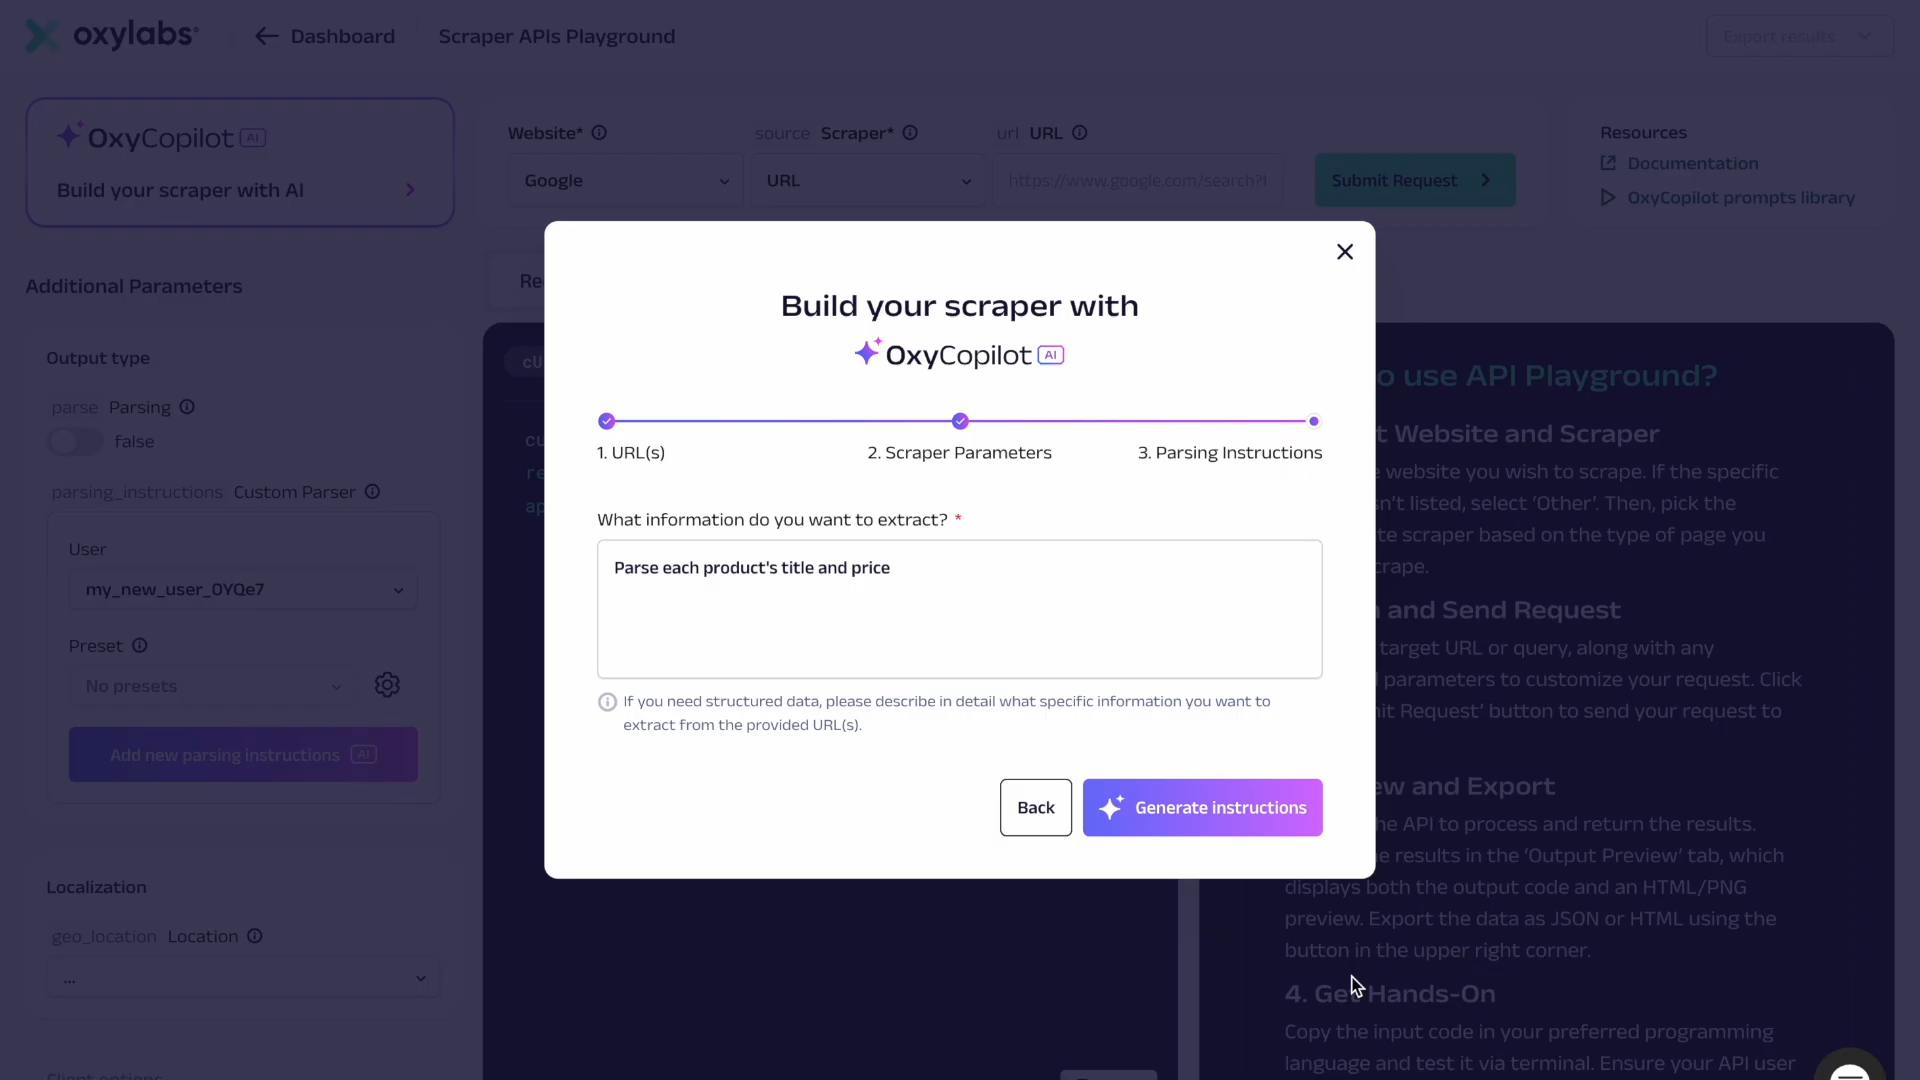 oxylabs®
Dashboard
Scraper APIs Playground
Export results
OxyCopilot AI
Build your scraper with AI
Website*
Google
source Scraper*
URL
url URL
https://www.google.com/search?
Submit Request
Resources
Documentation
OxyCopilot prompts library
Additional Parameters
Output type
parse Parsing
false
parsing_instructions Custom Parser
User
my_new_user_0YQe7
Preset
No presets
Add new parsing instructions AI
Localization
geo_location Location
...
Client options
Build your scraper with
OxyCopilot AI
1. URL(s)
2. Scraper Parameters
3. Parsing Instructions
What information do you want to extract? *
Parse each product's title and price
If you need structured data, please describe in detail what specific information you want to
extract from the provided URL(s).
Back
Generate instructions
o use API Playground?
t Website and Scraper
website you wish to scrape. If the specific
n't listed, select 'Other'. Then, pick the
te scraper based on the type of page you
crape.
and Send Request
target URL or query, along with any
parameters to customize your request. Click
it Request' button to send your request to
ew and Export
he API to process and return the results.
e results in the 'Output Preview' tab, which
displays both the output code and an HTML/PNG
preview. Export the data as JSON or HTML using the
button in the upper right corner.
4. Get Hands-On
Copy the input code in your preferred programming
language and test it via terminal. Ensure your API user